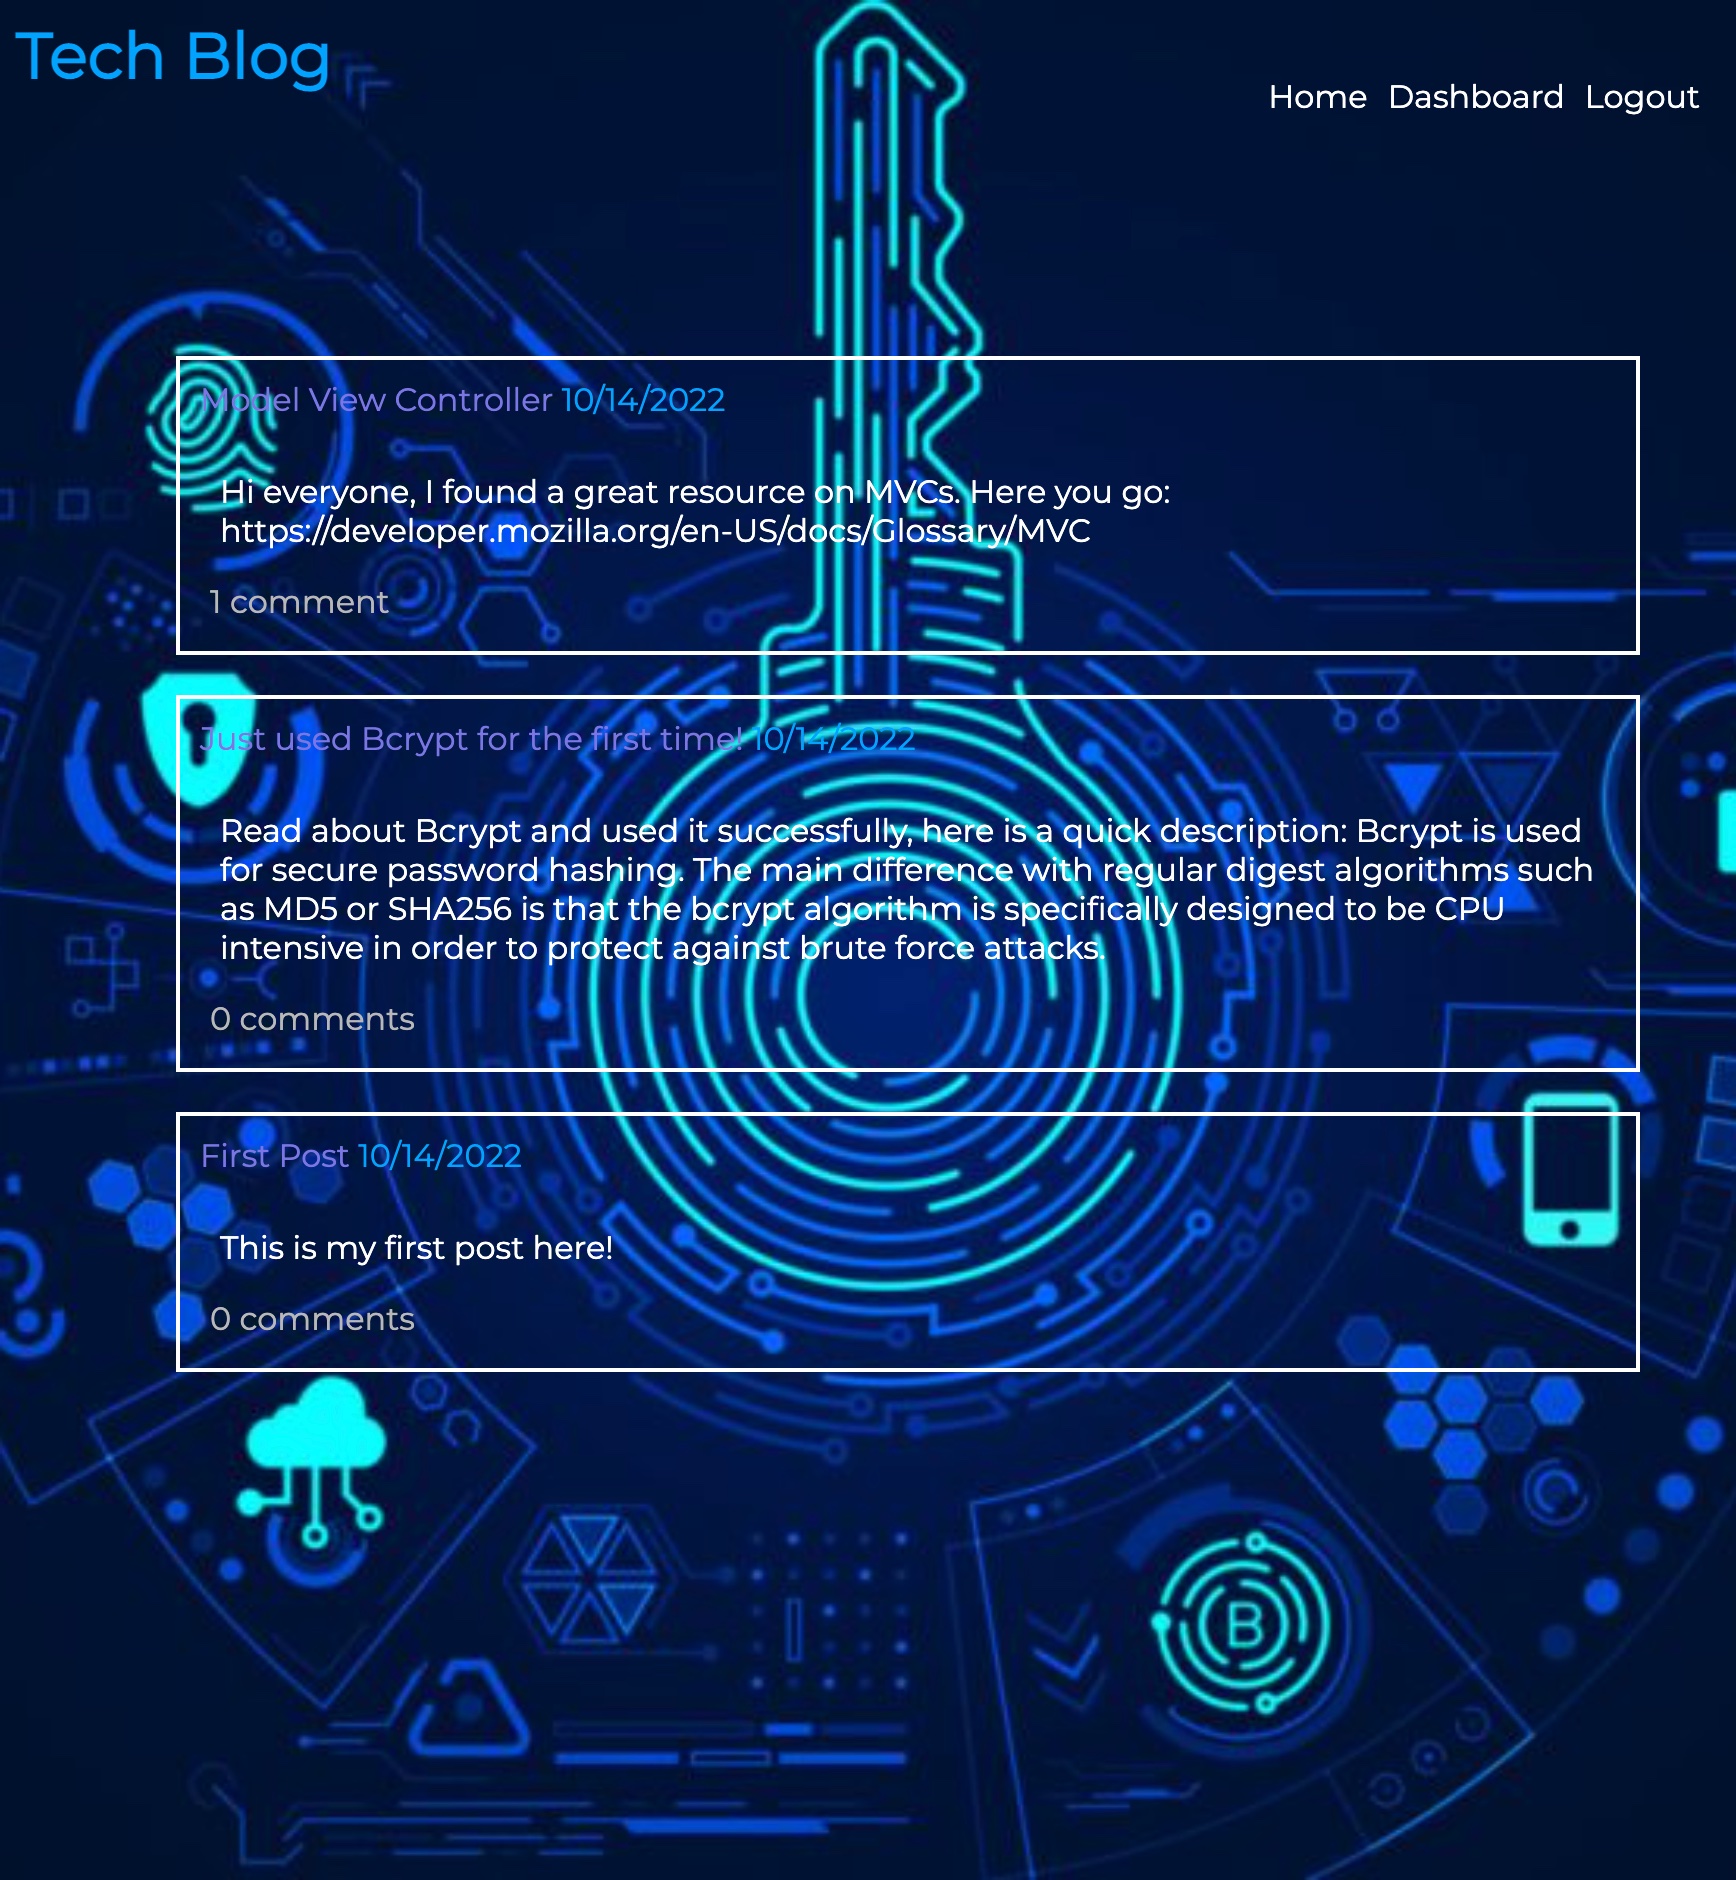 Tech Blog
Home Dashboard Logout
Model View Controller 10/14/2022
Hi everyone, I found a great resource on MVCs. Here you go:
https://developer.mozilla.org/en-US/docs/Glossary/MVC
1 comment
Just used Bcrypt for the first time! 10/14/2022
Read about Bcrypt and used it successfully, here is a quick description: Bcrypt is used
for secure password hashing. The main difference with regular digest algorithms such
as MD5 or SHA256 is that the bcrypt algorithm is specifically designed to be CPU
intensive in order to protect against brute force attacks.
0 comments
First Post 10/14/2022
This is my first post here!
0 comments
B